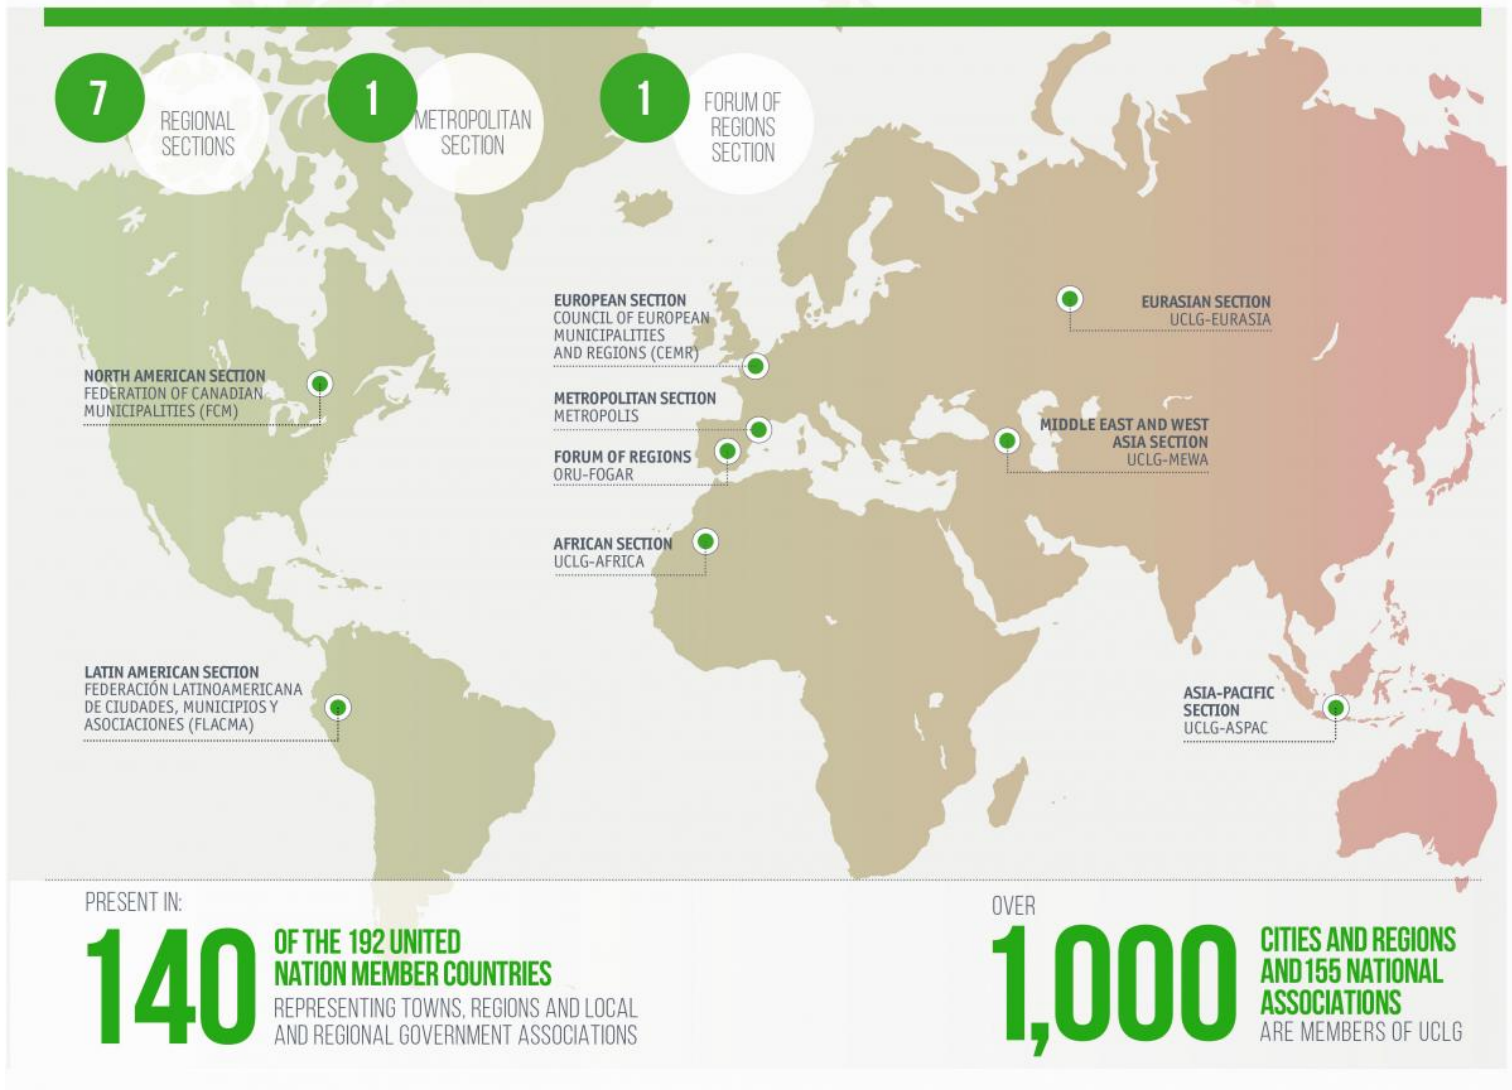 7
REGIONAL
SECTIONS
1
METROPOLITAN
SECTION
1
FORUM OF
REGIONS
SECTION
EUROPEAN SECTION
COUNCIL OF EUROPEAN
MUNICIPALITIES
AND REGIONS (CEMR)
EURASIAN SECTION
UCLG-EURASIA
NORTH AMERICAN SECTION
FEDERATION OF CANADIAN
MUNICIPALITIES (FCM)
METROPOLITAN SECTION
METROPOLIS
MIDDLE EAST AND WEST
ASIA SECTION
UCLG-MEWA
FORUM OF REGIONS
ORU-FOGAR
AFRICAN SECTION
UCLG-AFRICA
LATIN AMERICAN SECTION
FEDERACIÓN LATINOAMERICANA
DE CIUDADES, MUNICIPIOS Y
ASOCIACIONES (FLACMA)
ASIA-PACIFIC
SECTION
UCLG-ASPAC
PRESENT IN:
140
OF THE 192 UNITED
NATION MEMBER COUNTRIES
REPRESENTING TOWNS, REGIONS AND LOCAL
AND REGIONAL GOVERNMENT ASSOCIATIONS
OVER
1,000
CITIES AND REGIONS
AND 155 NATIONAL
ASSOCIATIONS
ARE MEMBERS OF UCLG